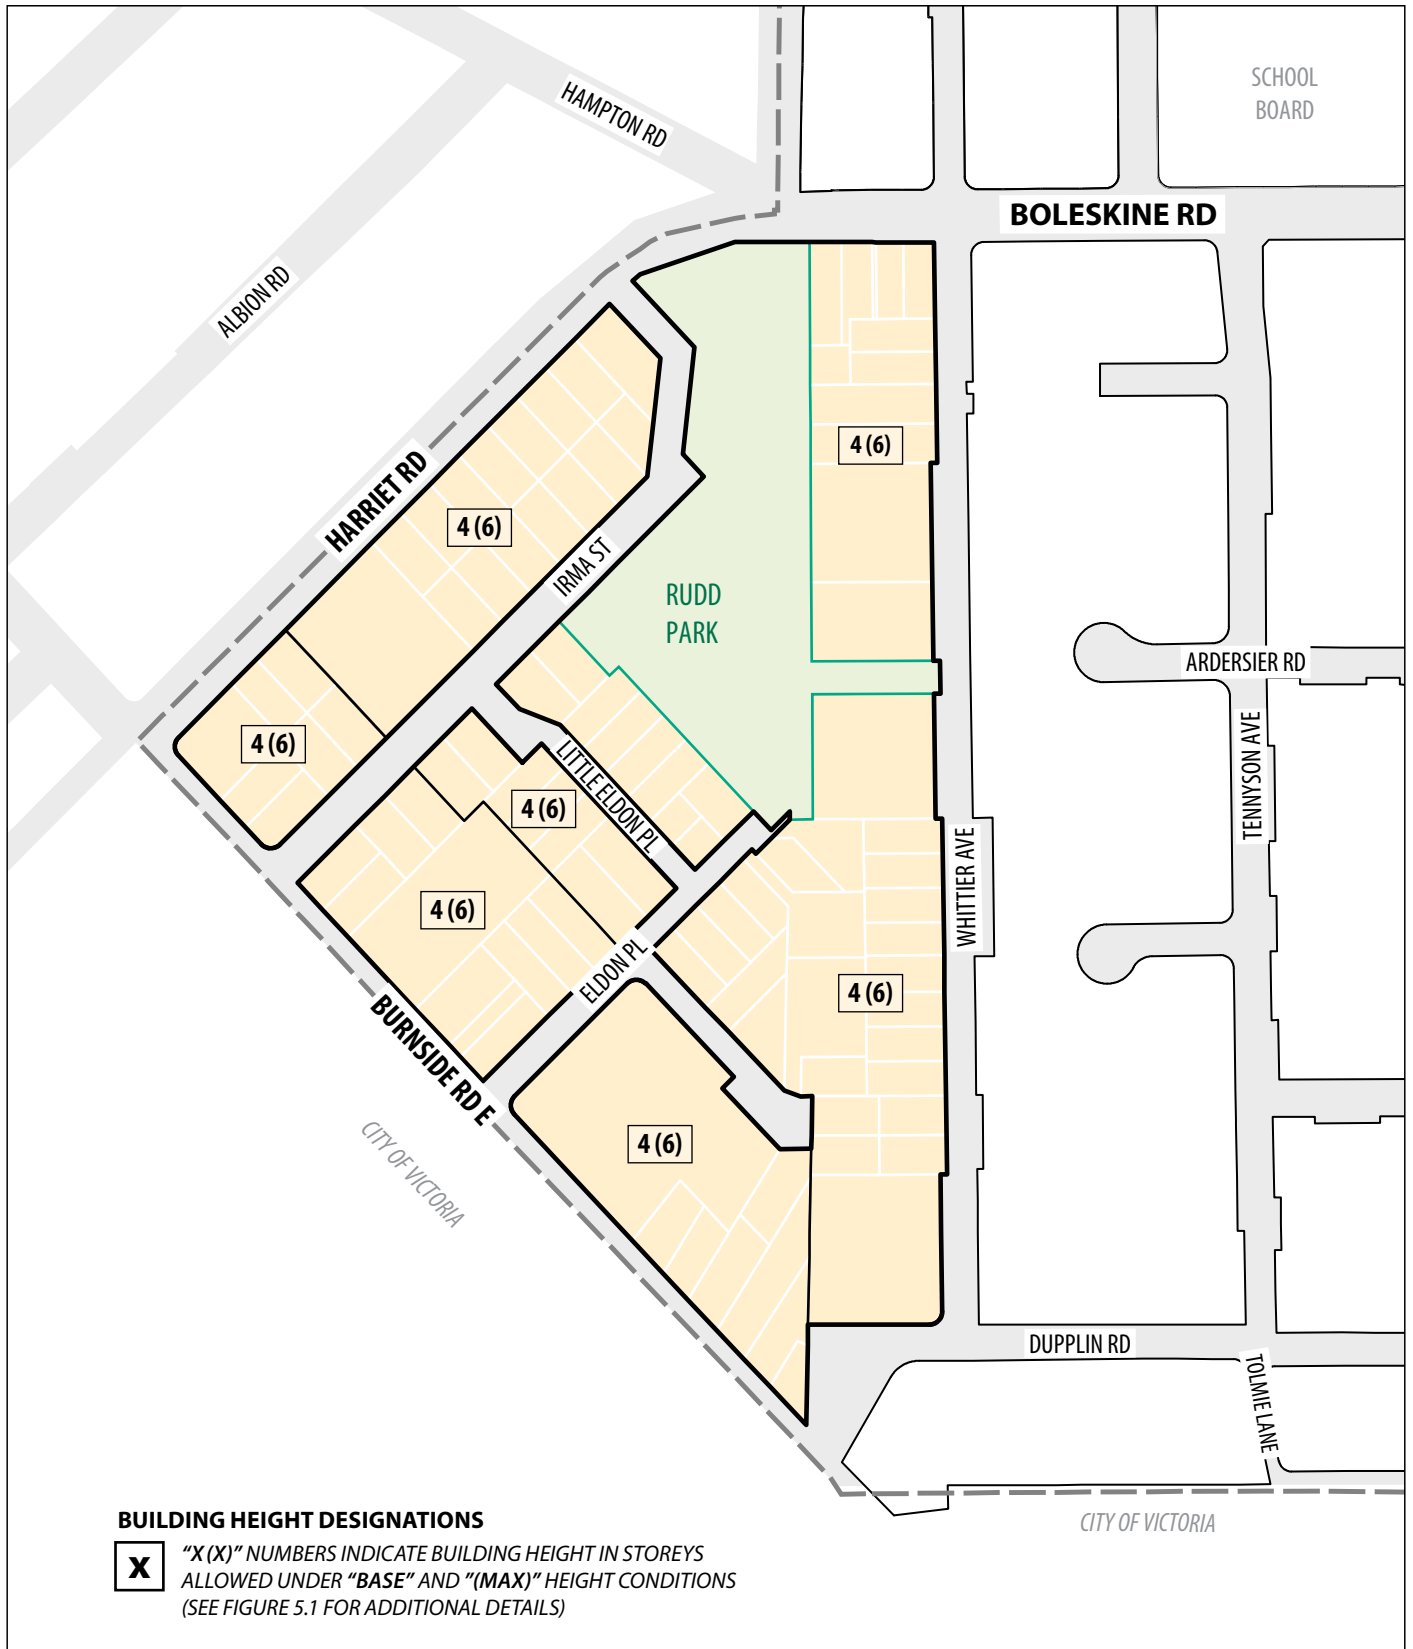 SCHOOL
BOARD
HAMPTON RD
BOLESKINE RD
ALBION RD
4 (6)
HARRIET RD
4 (6)
IRMA ST
RUDD
PARK
ARDERSIER RD
4 (6)
TENNYSON AVE
LITTLE ELDON PL
4 (6)
WHITTIER AVE
4 (6)
ELDON PL
4 (6)
BURNSIDE RD E
4 (6)
CITY OF VICTORIA
DUPPLIN RD
TOLMIE LANE
CITY OF VICTORIA
BUILDING HEIGHT DESIGNATIONS
X
"X (X)" NUMBERS INDICATE BUILDING HEIGHT IN STOREYS
ALLOWED UNDER "BASE" AND "(MAX)" HEIGHT CONDITIONS
(SEE FIGURE 5.1 FOR ADDITIONAL DETAILS)